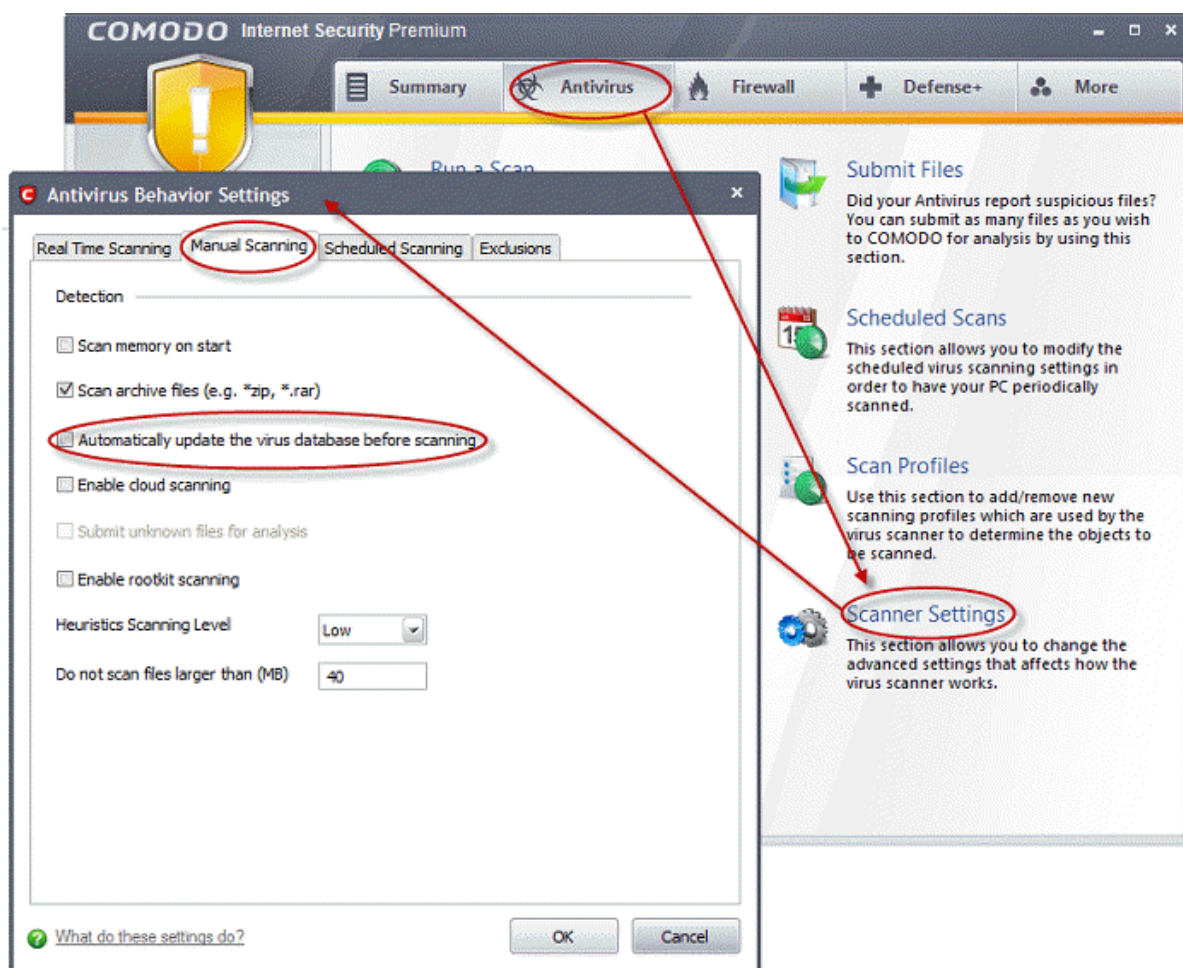 COMODO Internet Security Premium
Summary
Antivirus
Firewall
Defense+
More
Run a Scan
Submit Files
Did your Antivirus report suspicious files?
You can submit as many files as you wish
to COMODO for analysis by using this
section.
Scheduled Scans
This section allows you to modify the
scheduled virus scanning settings in
order to have your PC periodically
scanned.
Scan Profiles
Use this section to add/remove new
scanning profiles which are used by the
virus scanner to determine the objects to
be scanned.
Scanner Settings
This section allows you to change the
advanced settings that affects how the
virus scanner works.
Antivirus Behavior Settings
Real Time Scanning
Manual Scanning
Scheduled Scanning
Exclusions
Detection
Scan memory on start
Scan archive files (e.g. *zip, *.rar)
Automatically update the virus database before scanning
Enable cloud scanning
Submit unknown files for analysis
Enable rootkit scanning
Heuristics Scanning Level
Low
Do not scan files larger than (MB)
40
What do these settings do?
OK
Cancel